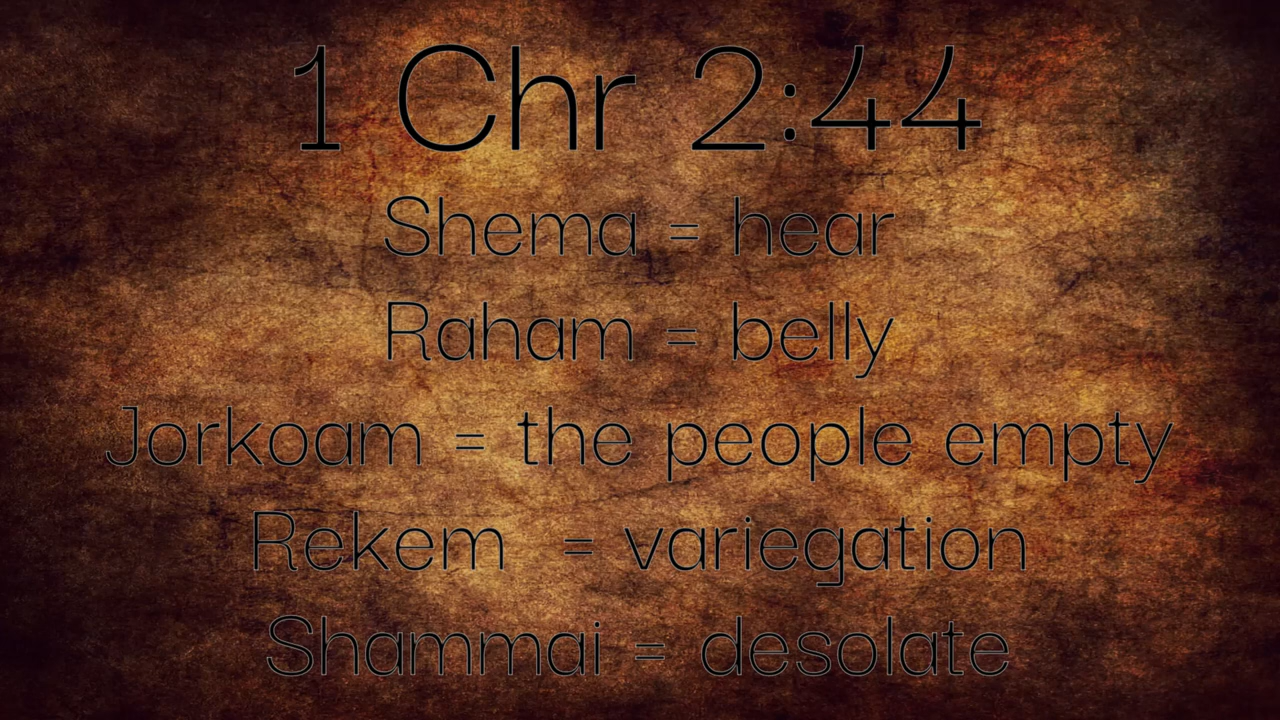 1 Chr 2:44
Shema = hear
Raham = belly
Jorkoam = the people empty
Rekem = variegation
Shammai = desolate